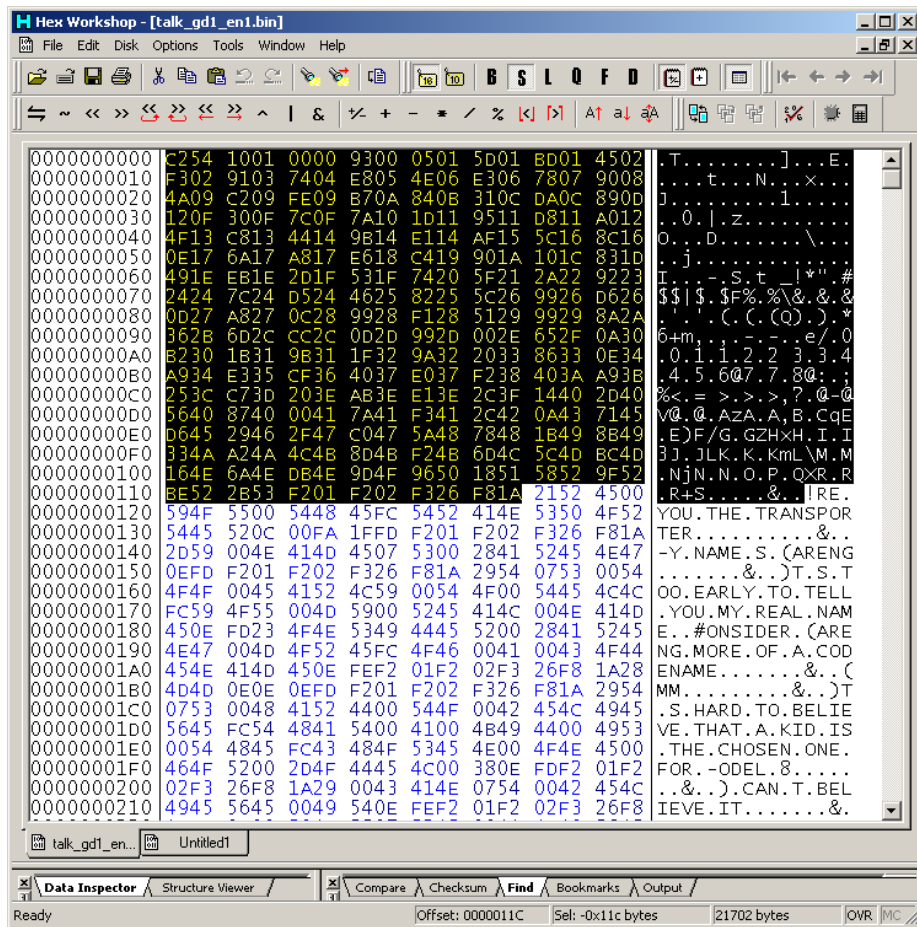 Hex Workshop - [talk_gd1_en1.bin]
File Edit Disk Options Tools Window Help
16 10 B S L Q F D
0000000000 C254 1001 0000 9300 0501 5D01 BD01 4502 .T........]...E.
0000000010 F302 9103 7404 E805 4E06 E306 7807 9008 ....t...N...x...
0000000020 4A09 C209 FE09 B70A 840B 310C DA0C 890D J.........1.....
0000000030 120F 300F 7C0F 7A10 1D11 9511 D811 A012 ..0.|.z.........
0000000040 4F13 C813 4414 9B14 E114 AF15 5C16 8C16 O...D.......\...
0000000050 0E17 6A17 A817 E618 C419 901A 101C 831D ..j.............
0000000060 491E EB1E 2D1F 531F 7420 5F21 2A22 9223 I...-.S.t _!*".#
0000000070 2424 7C24 D524 4625 8225 5C26 9926 D626 $$|$.$F%.%\&.&.&
0000000080 0D27 A827 0C28 9928 F128 5129 9929 8A2A .'.'.(.(.(Q).).*
0000000090 362B 6D2C CC2C 0D2D 992D 002E 652F 0A30 6+m,.,.-.-..e/.0
00000000A0 B230 1B31 9B31 1F32 9A32 2033 8633 0E34 .0.1.1.2.2 3.3.4
00000000B0 A934 E335 CF36 4037 E037 F238 403A A93B .4.5.6@7.7.8@:.;
00000000C0 253C C73D 203E AB3E E13E 2C3F 1440 2D40 %<.= >.>.>,?.@-@
00000000D0 5640 8740 0041 7A41 F341 2C42 0A43 7145 V@.@.AzA.A,B.CqE
00000000E0 D645 2946 2F47 C047 5A48 7848 1B49 8B49 .E)F/G.GZHxH.I.I
00000000F0 334A A24A 4C4B 8D4B F24B 6D4C 5C4D BC4D 3J.JLK.K.KmL\M.M
0000000100 164E 6A4E DB4E 9D4F 9650 1851 5852 9F52 .NjN.N.O.P.QXR.R
0000000110 BE52 2B53 F201 F202 F326 F81A 2152 4500 .R+S.....&..!RE.
0000000120 594F 5500 5448 45FC 5452 414E 5350 4F52 YOU.THE.TRANSPOR
0000000130 5445 520C 00FA 1FFD F201 F202 F326 F81A TER..........&..
0000000140 2D59 004E 414D 4507 5300 2841 5245 4E47 -Y.NAME.S.(ARENG
0000000150 0EFD F201 F202 F326 F81A 2954 0753 0054 .......&..)T.S.T
0000000160 4F4F 0045 4152 4C59 0054 4F00 5445 4C4C OO.EARLY.TO.TELL
0000000170 FC59 4F55 004D 5900 5245 414C 004E 414D .YOU.MY.REAL.NAM
0000000180 450E FD23 4F4E 5349 4445 5200 2841 5245 E..#ONSIDER.(ARE
0000000190 4E47 004D 4F52 45FC 4F46 0041 0043 4F44 NG.MORE.OF.A.COD
00000001A0 454E 414D 450E FEF2 01F2 02F3 26F8 1A28 ENAME.......&..(
00000001B0 4D4D 0E0E 0EFD F201 F202 F326 F81A 2954 MM.........&..)T
00000001C0 0753 0048 4152 4400 544F 0042 454C 4945 .S.HARD.TO.BELIE
00000001D0 5645 FC54 4841 5400 4100 4B49 4400 4953 VE.THAT.A.KID.IS
00000001E0 0054 4845 FC43 484F 5345 4E00 4F4E 4500 .THE.CHOSEN.ONE.
00000001F0 464F 5200 2D4F 4445 4C00 380E FDF2 01F2 FOR.-ODEL.8.....
0000000200 02F3 26F8 1A29 0043 414E 0754 0042 454C ..&..).CAN.T.BEL
0000000210 4945 5645 0049 540E FEF2 01F2 02F3 26F8 IEVE.IT.......&.
talk_gd1_en... Untitled1
Data Inspector Structure Viewer Compare Checksum Find Bookmarks Output
Ready Offset: 0000011C Sel: -0x11c bytes 21702 bytes OVR MC